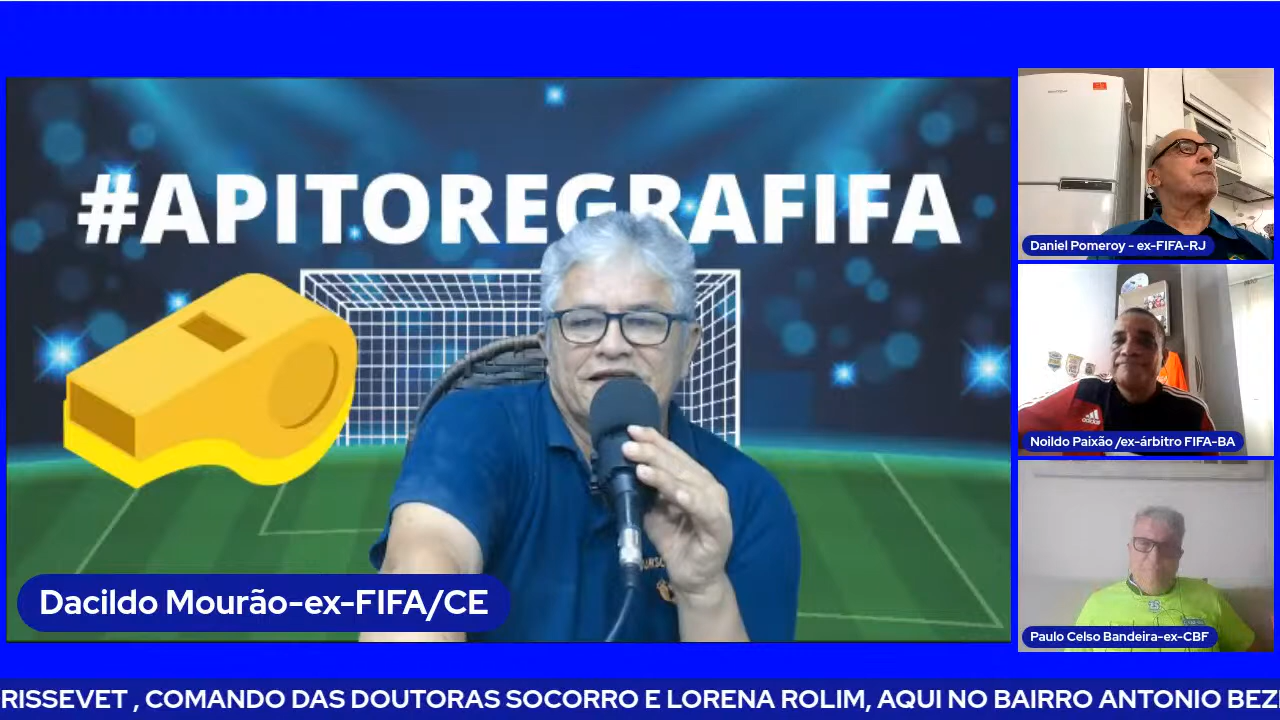 #APITOREGRAFIFA
Daniel Pomeroy - ex-FIFA-RJ
adidas
Noildo Paixão /ex-árbitro FIFA-BA
Dacildo Mourão-ex-FIFA/CE
Paulo Celso Bandeira-ex-CBF
RISSEVET , COMANDO DAS DOUTORAS SOCORRO E LORENA ROLIM, AQUI NO BAIRRO ANTONIO BEZ